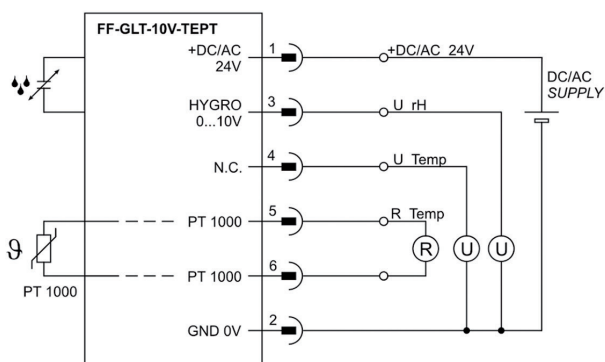 FF-GLT-10V-TEPT
+DC/AC
24V
1
+DC/AC 24V
DC/AC
SUPPLY
HYGRO
0...10V
3
U rH
N.C.
4
U Temp
PT 1000
5
R Temp
ϑ
R
U
U
PT 1000
PT 1000
6
GND 0V
2